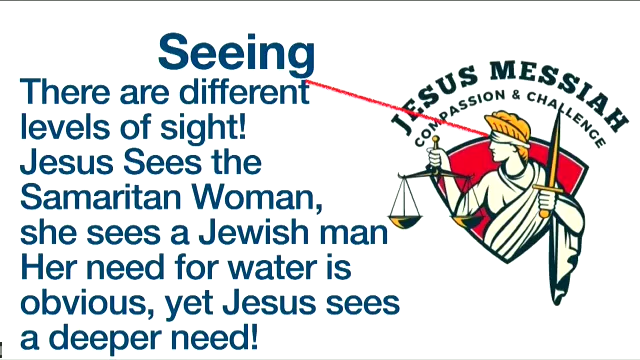 Seeing
There are different
levels of sight!
Jesus Sees the
Samaritan Woman,
she sees a Jewish man
Her need for water is
obvious, yet Jesus sees
a deeper need!
JESUS MESSIAH
COMPASSION & CHALLENGE